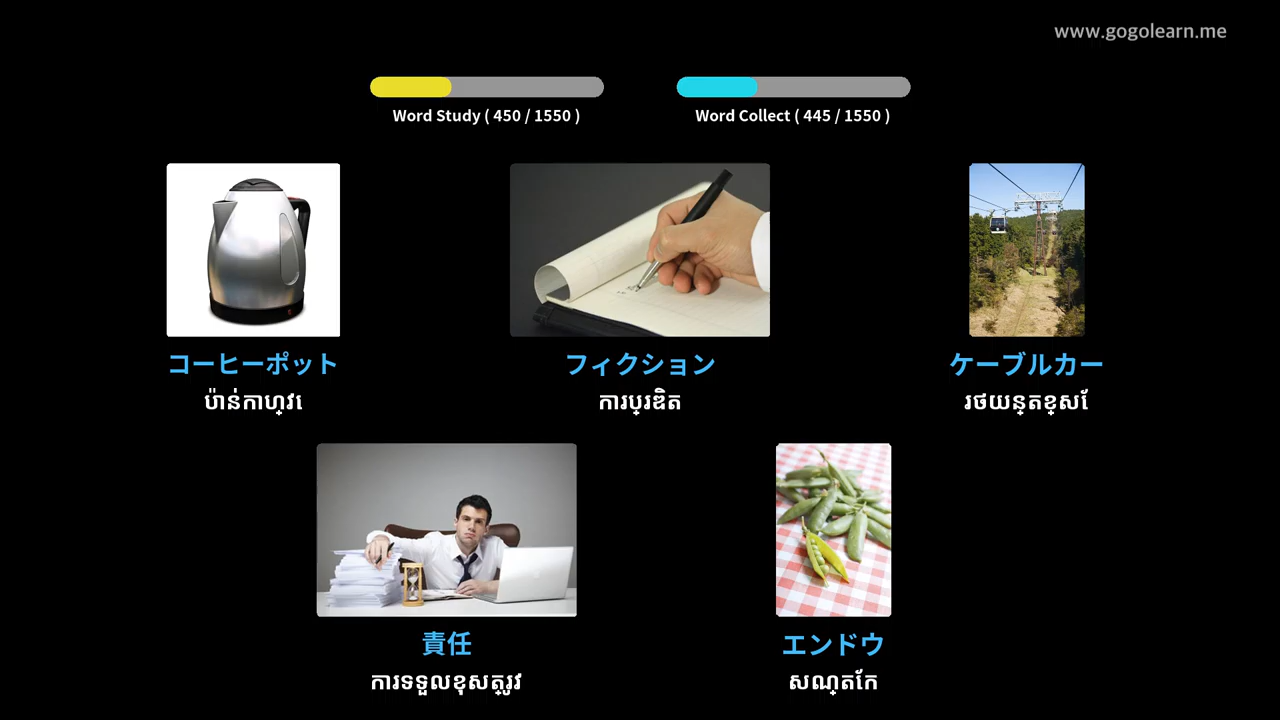 www.gogolearn.me
Word Study ( 450 / 1550 )
Word Collect ( 445 / 1550 )
コーヒーポット
ប៉ាន់កាហ្វេ
フィクション
ការប្រឌិត
ケーブルカー
រថយន្តខ្សែ
責任
ការទទួលខុសត្រូវ
エンドウ
សណ្តែក